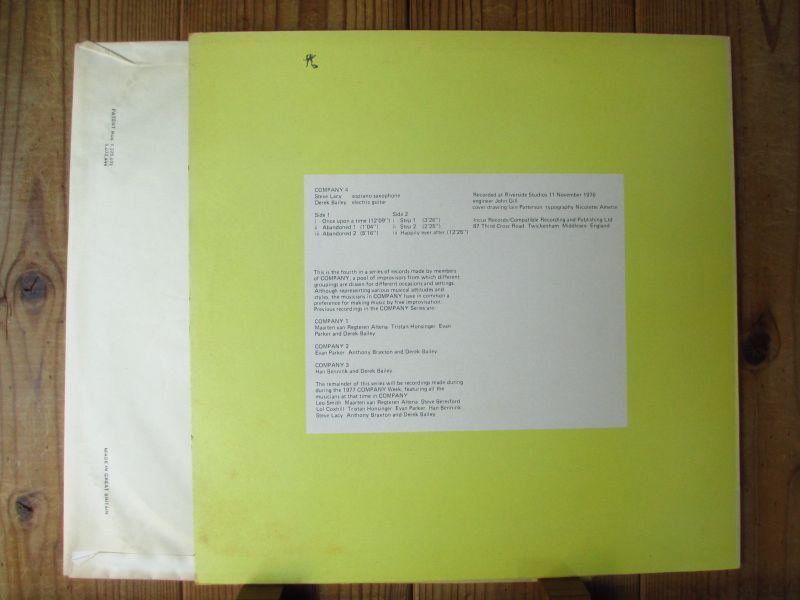 PATENT Nos. 1,125,531
MADE IN GREAT BRITAIN
COMPANY 4
Steve Lacy soprano saxophone
Derek Bailey electric guitar
Side 1
i Once upon a time (12'09")
ii Abandoned 1 (1'04")
iii Abandoned 2 (6'16")
Side 2
i Step 1 (3'26")
ii Step 2 (2'25")
iii Happily ever after (12'26")
Recorded at Riverside Studios 11 November 1976
engineer John Gill
cover drawing Iain Patterson typography Nicolette Amette
Incus Records/Compatible Recording and Publishing Ltd
87 Third Cross Road Twickenham Middlesex England
This is the fourth in a series of records made by members
of COMPANY, a pool of improvisors from which different
groupings are drawn for different occasions and settings.
Although representing various musical attitudes and
styles, the musicians in COMPANY have in common a
preference for making music by free improvisation.
Previous recordings in the COMPANY Series are:
COMPANY 1
Maarten van Regteren Altena Tristan Honsinger Evan
Parker and Derek Bailey
COMPANY 2
Evan Parker Anthony Braxton and Derek Bailey
COMPANY 3
Han Bennink and Derek Bailey.
The remainder of this series will be recordings made during
during the 1977 COMPANY Week, featuring all the
musicians at that time in COMPANY
Leo Smith Maarten van Regteren Altena Steve Beresford
Lol Coxhill Tristan Honsinger Evan Parker Han Bennink
Steve Lacy Anthony Braxton and Derek Bailey